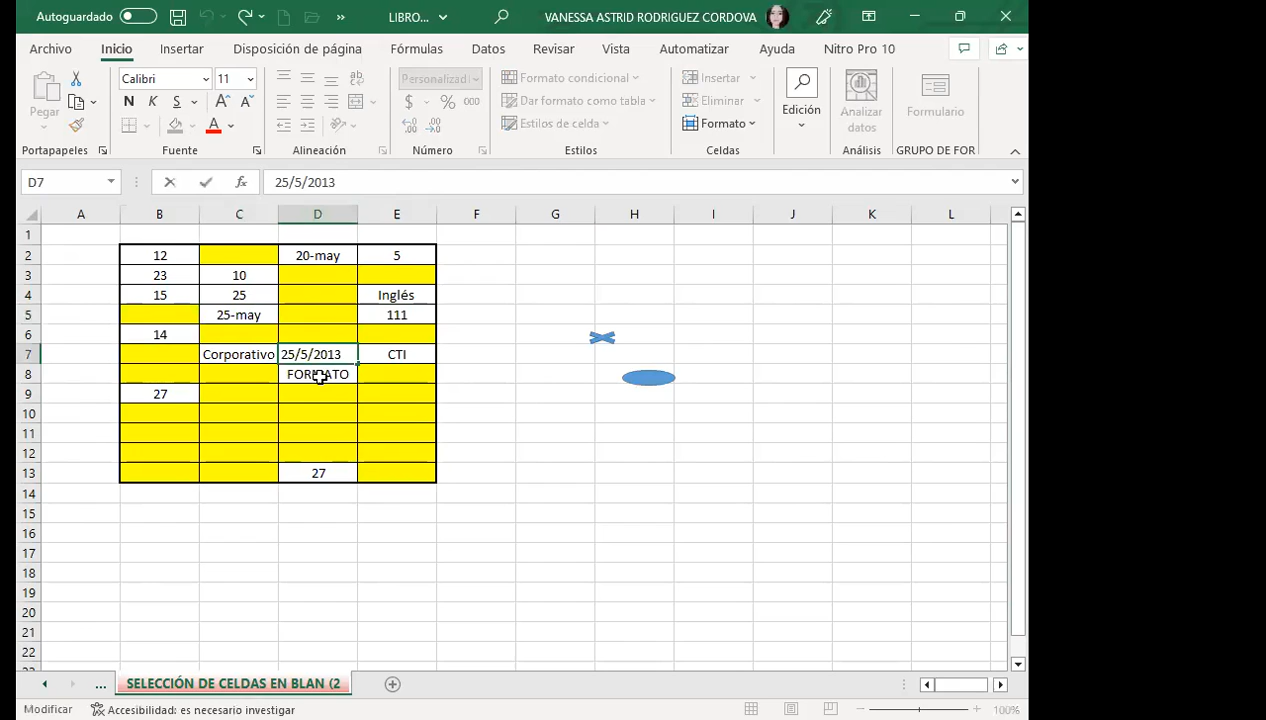 Autoguardado LIBRO... VANESSA ASTRID RODRIGUEZ CORDOVA
Archivo Inicio Insertar Disposición de página Fórmulas Datos Revisar Vista Automatizar Ayuda Nitro Pro 10
Pegar
Calibri 11
N K S A A
A
Personalizad
$ % 000
Formato condicional
Dar formato como tabla
Estilos de celda
Insertar
Eliminar
Formato
Edición
Analizar datos
Formulario
Portapapeles Fuente Alineación Número Estilos Celdas Análisis GRUPO DE FOR
D7 fx 25/5/2013
A B C D E F G H I J K L
1
2 12 20-may 5
3 23 10
4 15 25 Inglés
5 25-may 111
6 14
7 Corporativo 25/5/2013 CTI
8 FORMATO
9 27
10
11
12
13 27
14
15
16
17
18
19
20
21
22
23
... SELECCIÓN DE CELDAS EN BLAN (2
Modificar Accesibilidad: es necesario investigar 100%